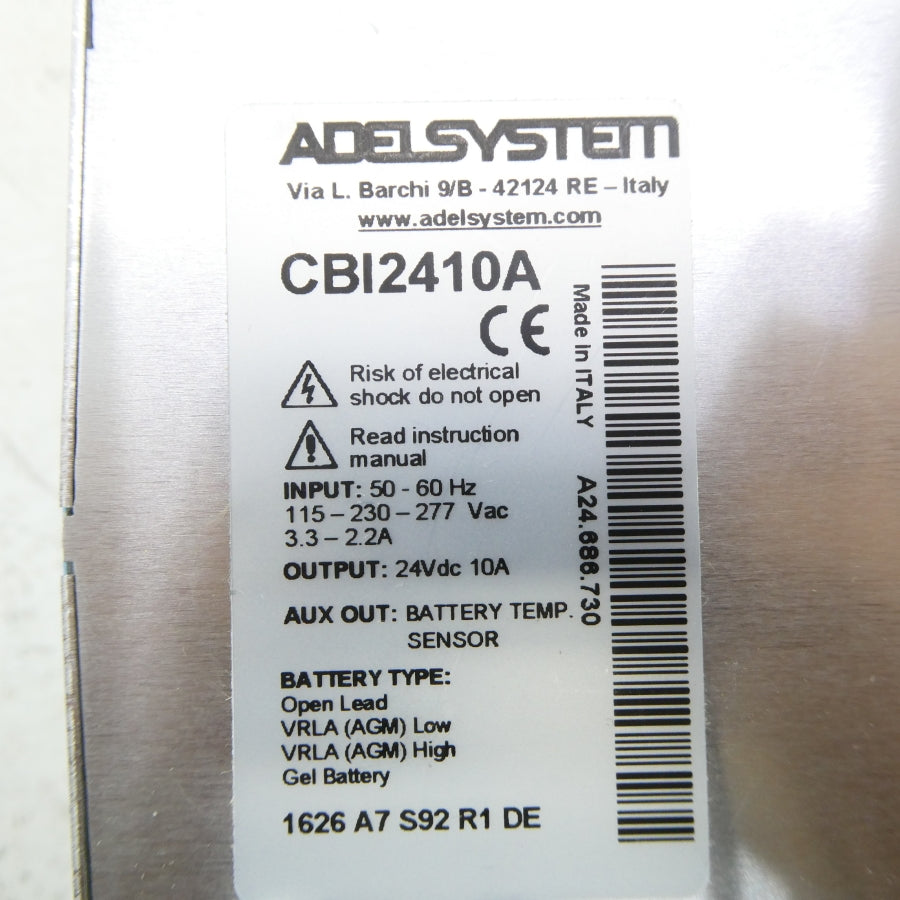 ADELSYSTEM
Via L. Barchi 9/B - 42124 RE – Italy
www.adelsystem.com
CBI2410A
CE
Made in ITALY
A24.686.730
Risk of electrical
shock do not open
Read instruction
manual
INPUT: 50 - 60 Hz
115 – 230 – 277 Vac
3.3 – 2.2A
OUTPUT: 24Vdc 10A
AUX OUT: BATTERY TEMP.
SENSOR
BATTERY TYPE:
Open Lead
VRLA (AGM) Low
VRLA (AGM) High
Gel Battery
1626 A7 S92 R1 DE